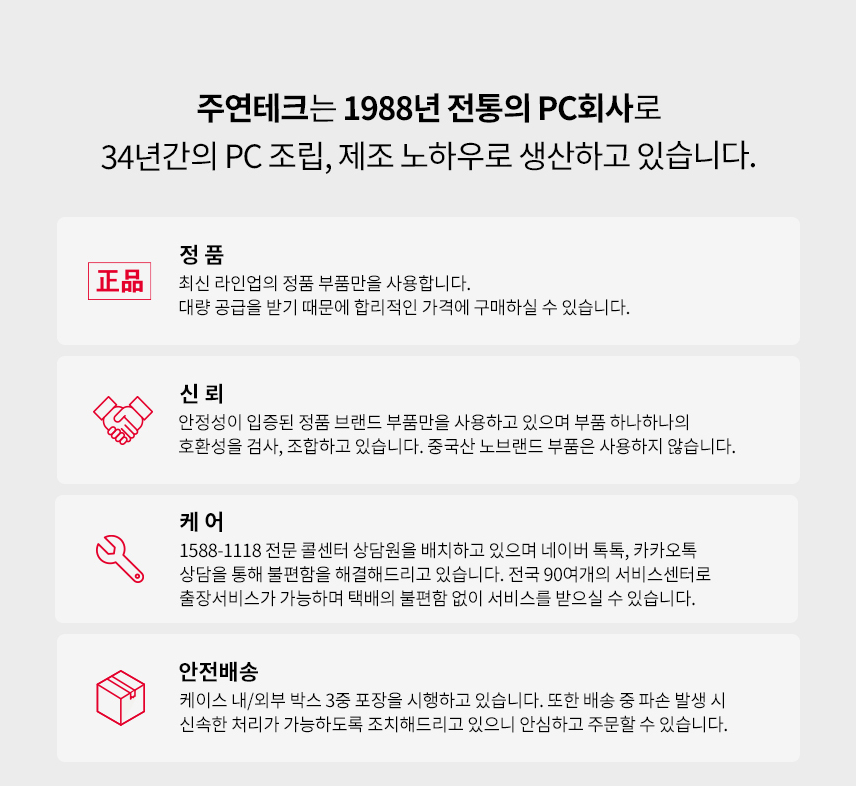 주연테크는 1988년 전통의 PC회사로
34년간의 PC 조립, 제조 노하우로 생산하고 있습니다.
正品
정 품
최신 라인업의 정품 부품만을 사용합니다.
대량 공급을 받기 때문에 합리적인 가격에 구매하실 수 있습니다.
신 뢰
안정성이 입증된 정품 브랜드 부품만을 사용하고 있으며 부품 하나하나의
호환성을 검사, 조합하고 있습니다. 중국산 노브랜드 부품은 사용하지 않습니다.
케 어
1588-1118 전문 콜센터 상담원을 배치하고 있으며 네이버 톡톡, 카카오톡
상담을 통해 불편함을 해결해드리고 있습니다. 전국 90여개의 서비스센터로
출장서비스가 가능하며 택배의 불편함 없이 서비스를 받으실 수 있습니다.
안전배송
케이스 내/외부 박스 3중 포장을 시행하고 있습니다. 또한 배송 중 파손 발생 시
신속한 처리가 가능하도록 조치해드리고 있으니 안심하고 주문할 수 있습니다.